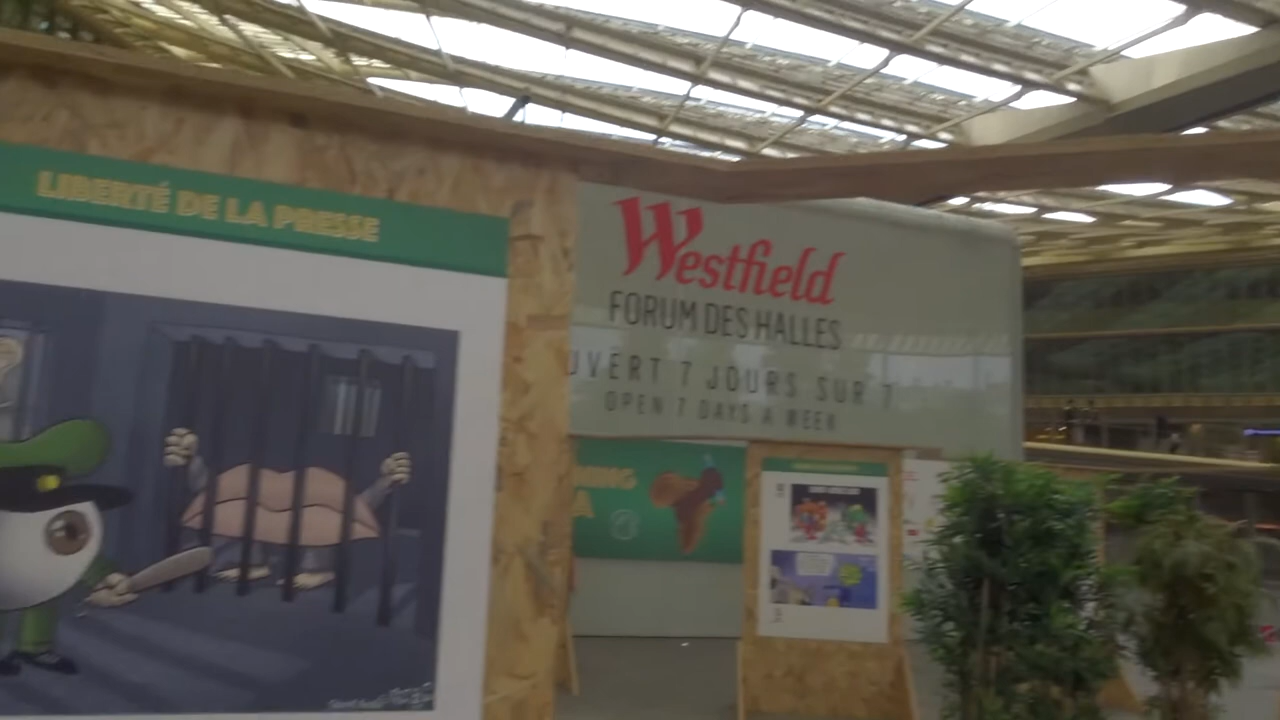 LIBERTÉ DE LA PRESSE
Westfield
FORUM DES HALLES
UVERT 7 JOURS SUR 7
OPEN 7 DAYS A WEEK